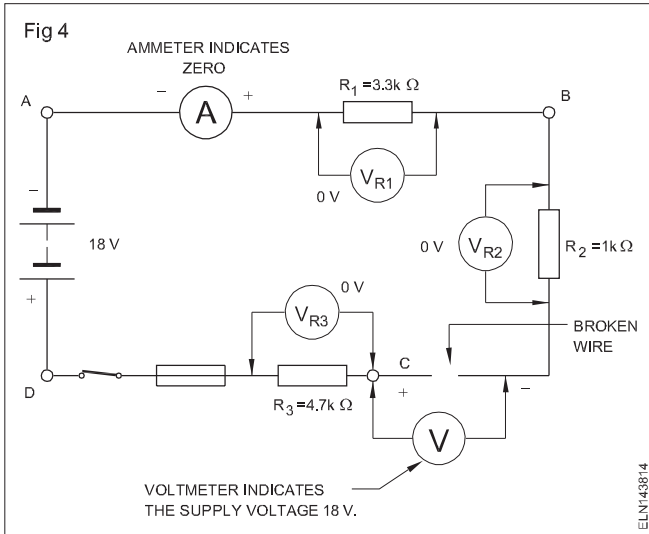 Fig 4
AMMETER INDICATES
ZERO
A
–
A
+
R1 =3.3k Ω
B
0 V
VR1
–
18 V
+
0 V
VR2
R2 =1k Ω
0 V
VR3
BROKEN
WIRE
D
R3 =4.7k Ω
C
+
–
V
VOLTMETER INDICATES
THE SUPPLY VOLTAGE 18 V.
ELN143814